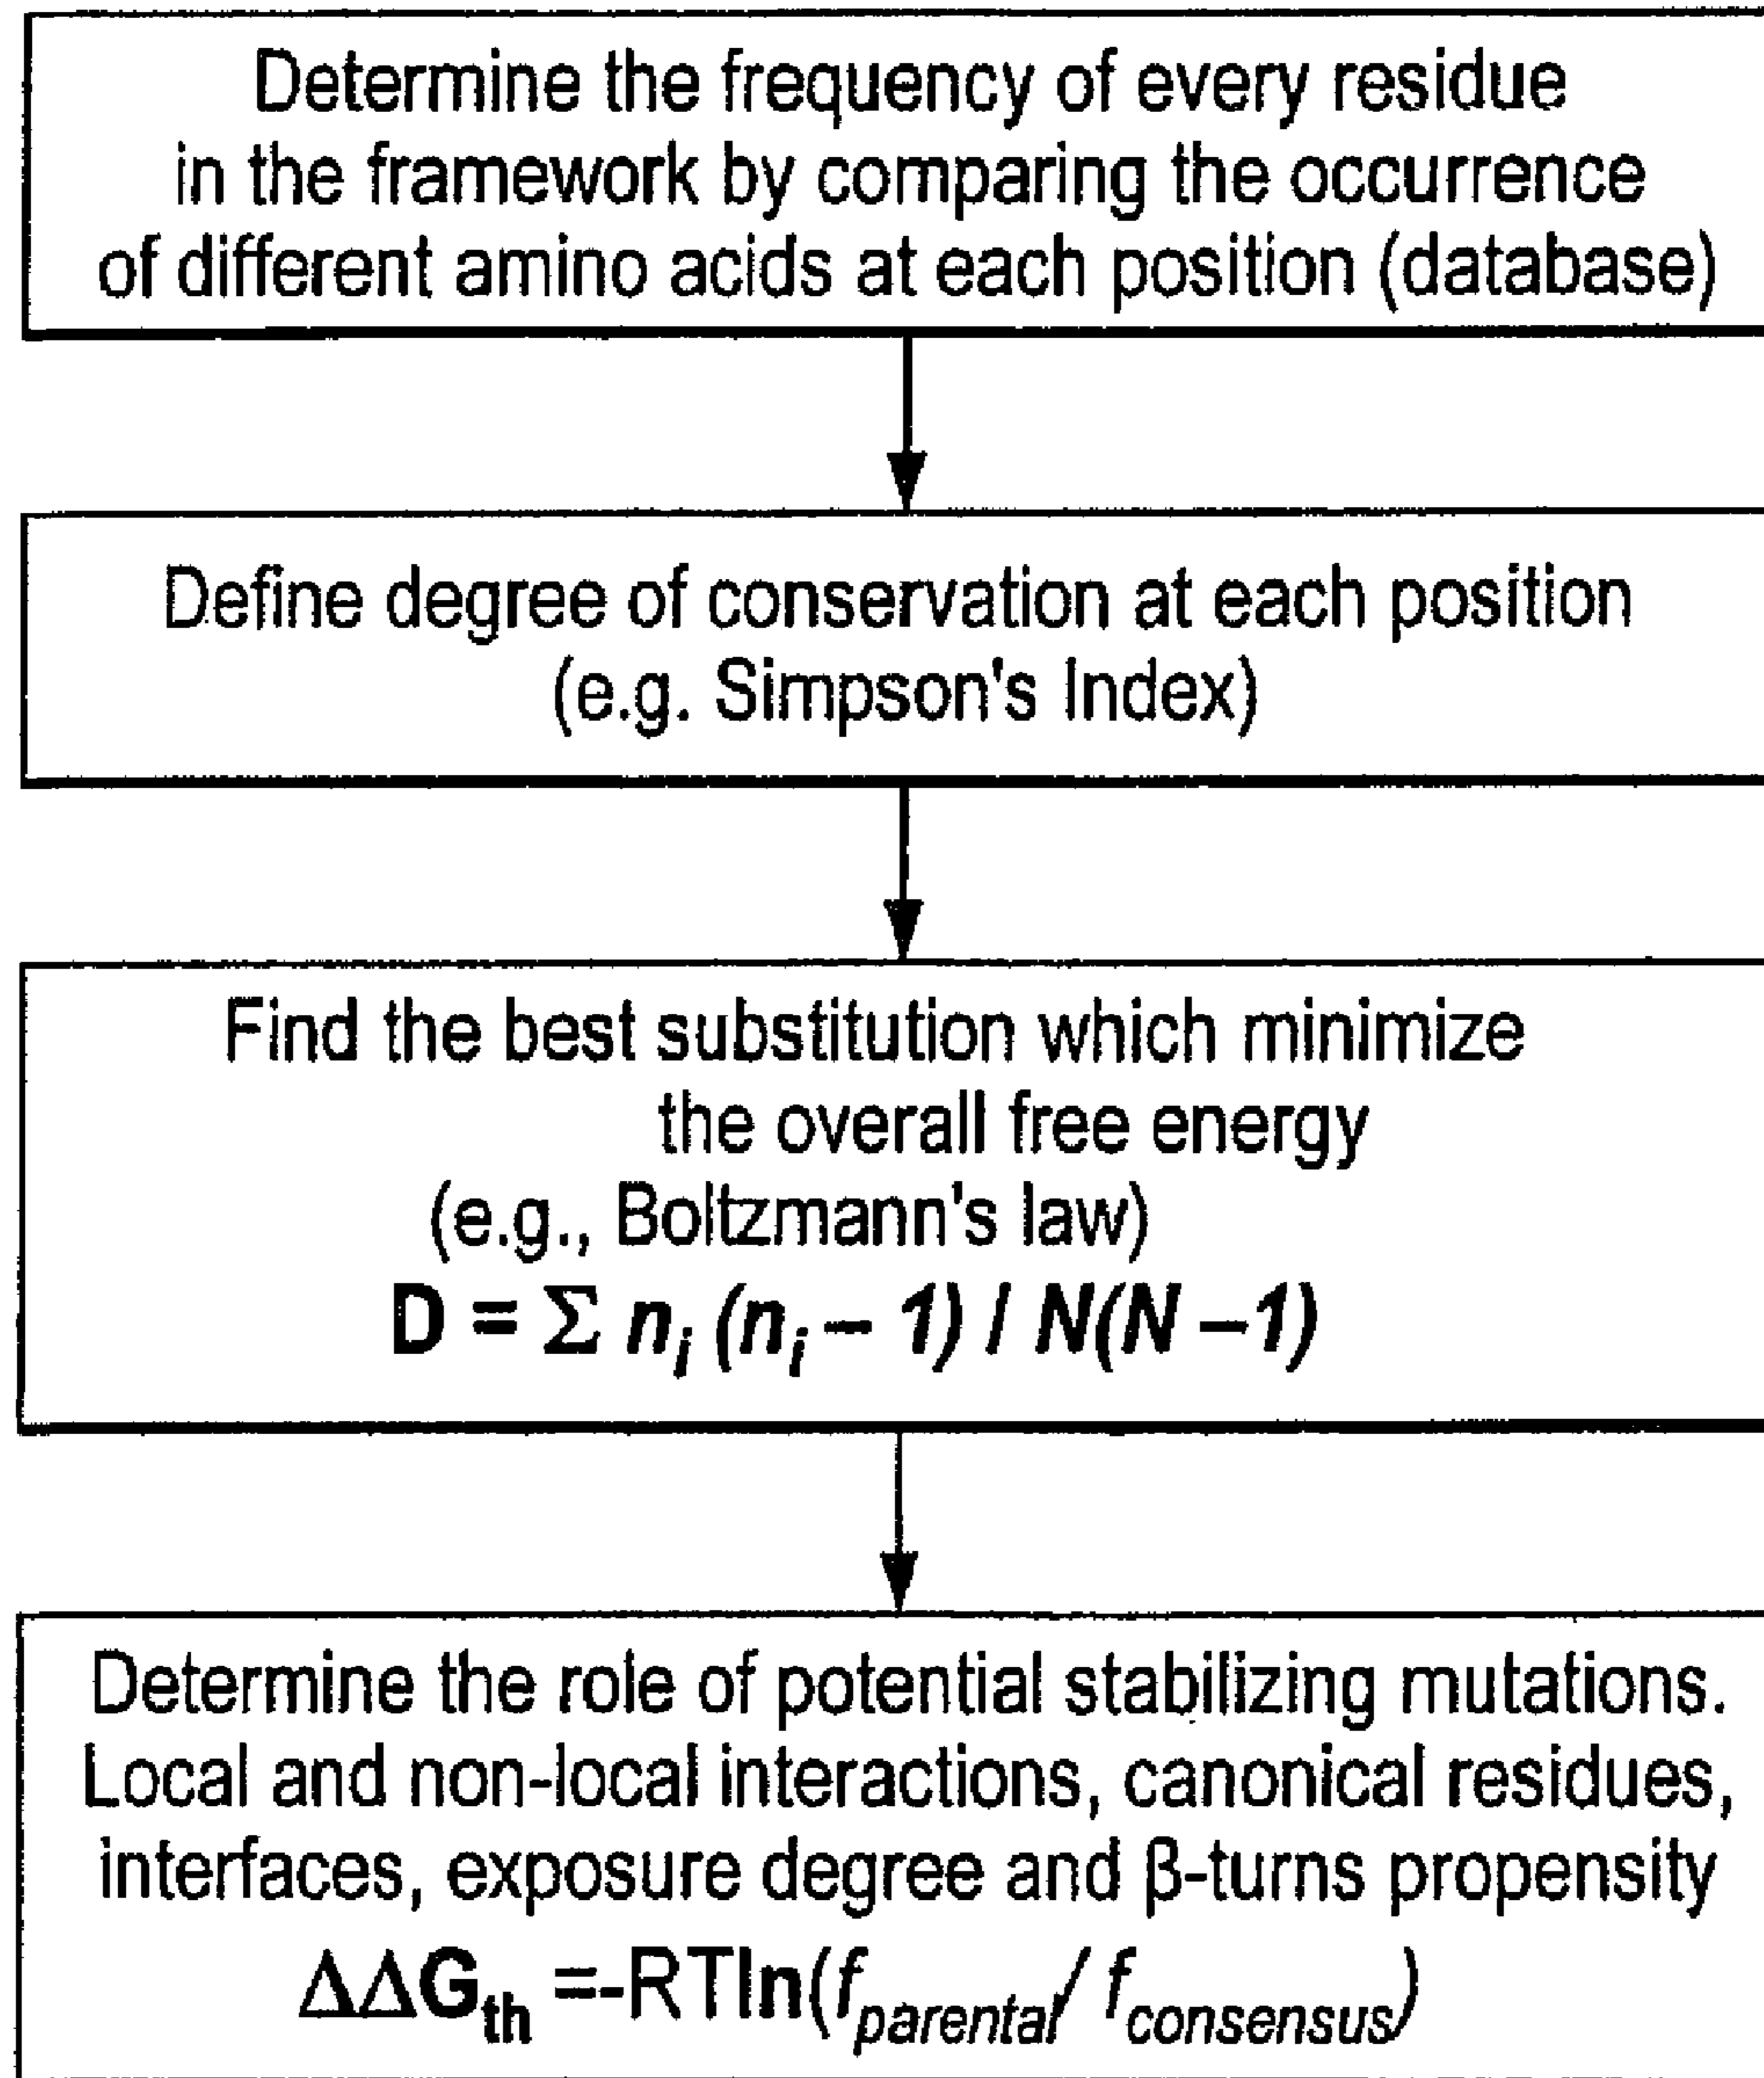 Determine the frequency of every residue
in the framework by comparing the occurrence
of different amino acids at each position (database)
Define degree of conservation at each position
(e.g. Simpson's Index)
Find the best substitution which minimize
the overall free energy
(e.g., Boltzmann's law)
D = Σ nᵢ (nᵢ – 1) / N(N –1)
Determine the role of potential stabilizing mutations.
Local and non-local interactions, canonical residues,
interfaces, exposure degree and β-turns propensity
ΔΔG_th =-RTln(f_parental/ f_consensus)